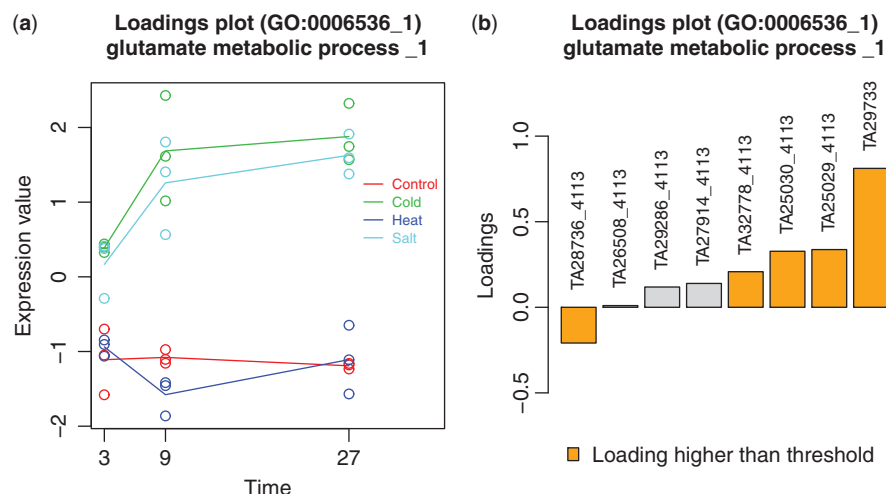 (a)
Loadings plot (GO:0006536_1)
glutamate metabolic process _1
Expression value
2
1
0
−1
−2
Control
Cold
Heat
Salt
3 9 27
Time
(b)
Loadings plot (GO:0006536_1)
glutamate metabolic process _1
Loadings
1.0
0.5
0.0
−0.5
TA28736_4113
TA26508_4113
TA29286_4113
TA27914_4113
TA32778_4113
TA25030_4113
TA25029_4113
TA29733
Loading higher than threshold